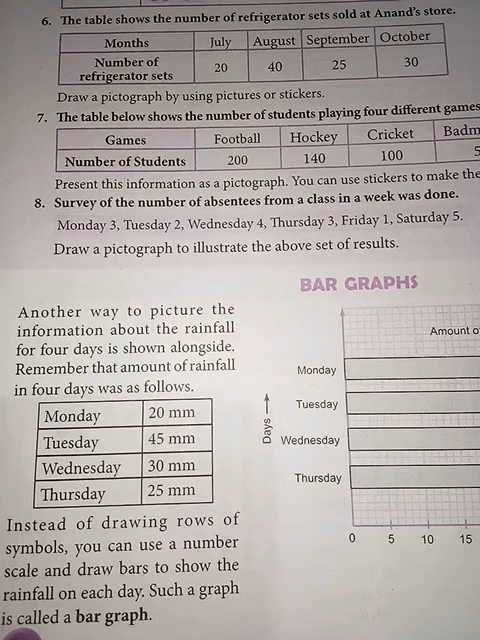 6. The table shows the number of refrigerator sets sold at Anand's store.
Months July August September October
Number of refrigerator sets 20 40 25 30
Draw a pictograph by using pictures or stickers.
7. The table below shows the number of students playing four different games
Games Football Hockey Cricket
Number of Students 200 140 100
Present this information as a pictograph. You can use stickers to make the
8. Survey of the number of absentees from a class in a week was done.
Monday 3, Tuesday 2, Wednesday 4, Thursday 3, Friday 1, Saturday 5.
Draw a pictograph to illustrate the above set of results.
BAR GRAPHS
Another way to picture the
information about the rainfall
for four days is shown alongside.
Remember that amount of rainfall
in four days was as follows.
Monday 20 mm
Tuesday 45 mm
Wednesday 30 mm
Thursday 25 mm
Instead of drawing rows of
symbols, you can use a number
scale and draw bars to show the
rainfall on each day. Such a graph
is called a bar graph.
Amount
Days
Monday
Tuesday
Wednesday
Thursday
0 5 10 15